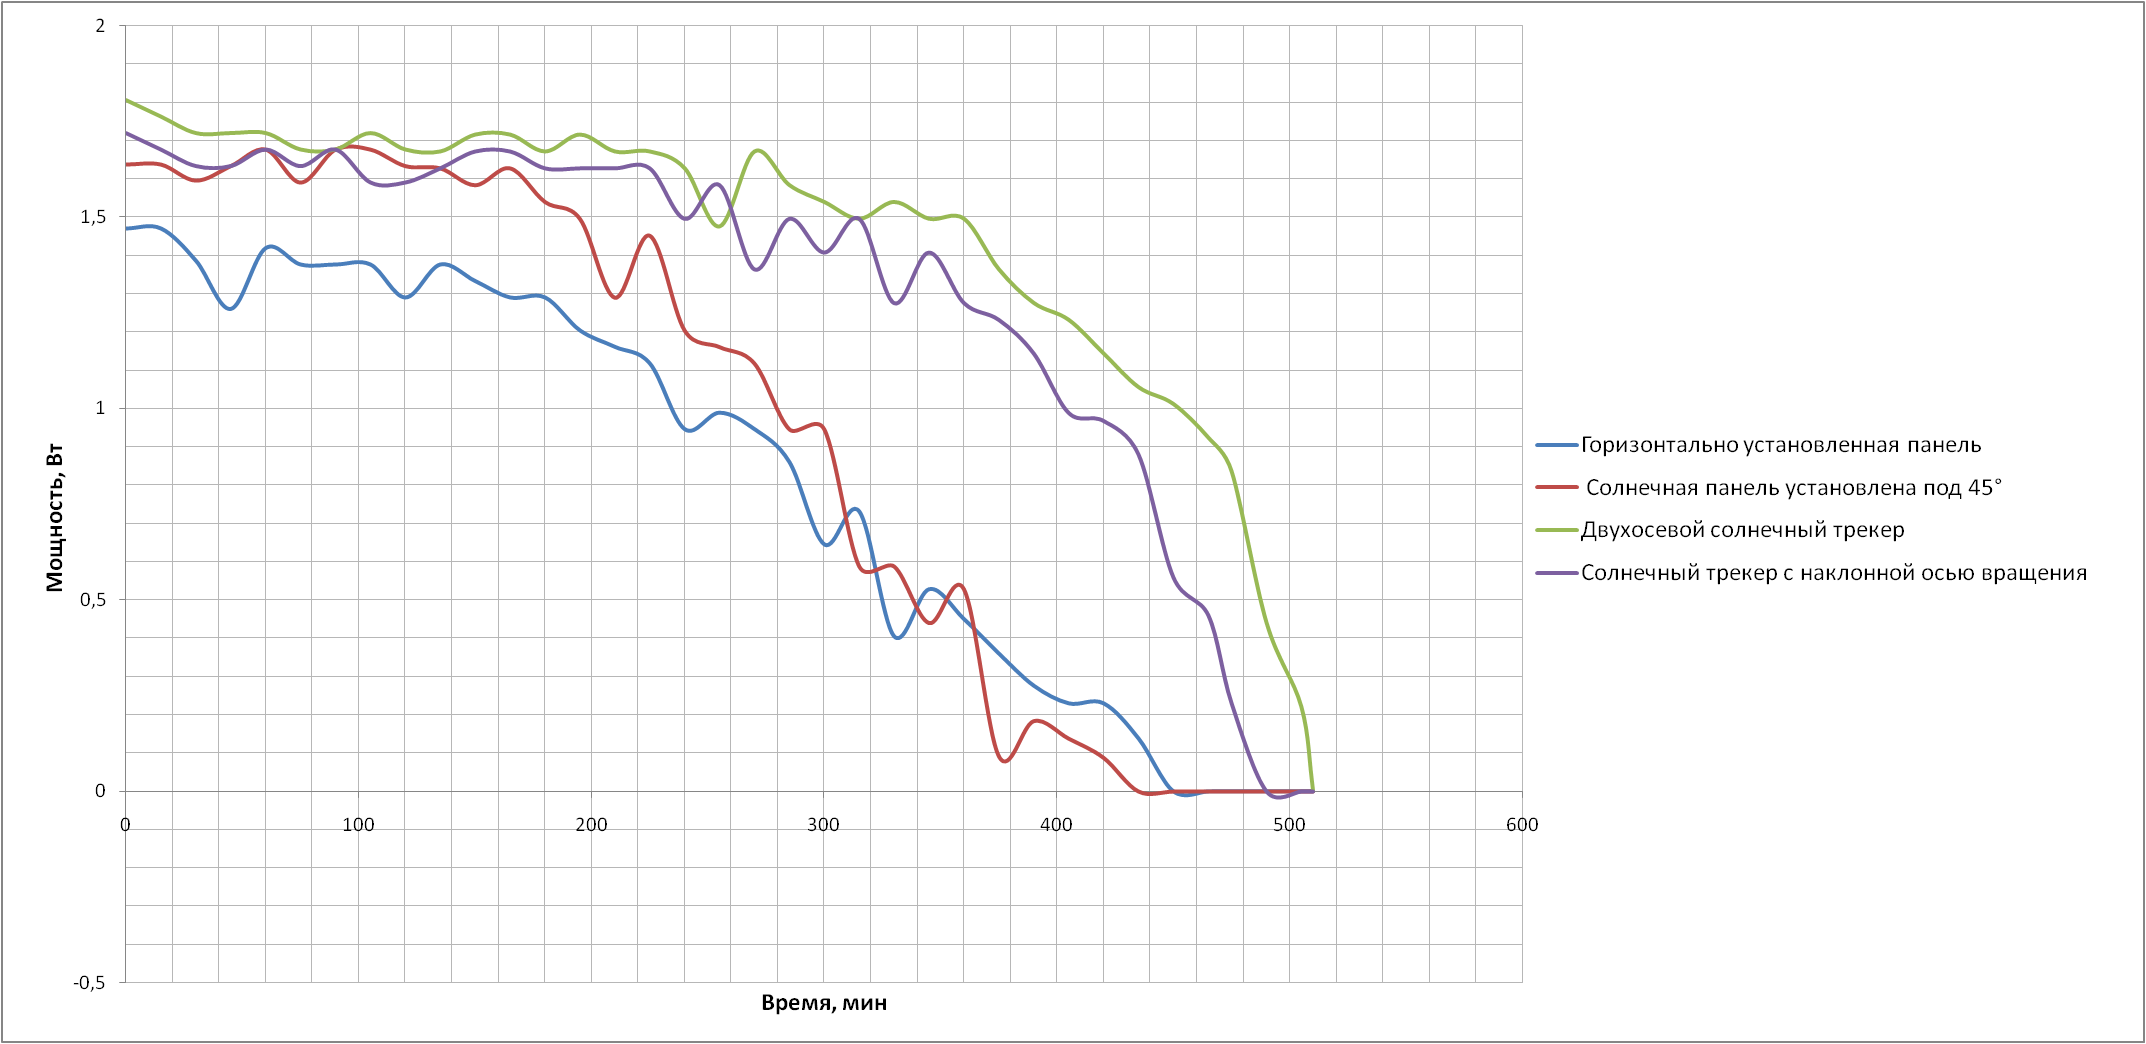 2
1,5
1
0,5
0
-0,5
0 100 200 300 400 500 600
Мощность, Вт
Время, мин
Горизонтально установленная панель
Солнечная панель установлена под 45°
Двухосевой солнечный трекер
Солнечный трекер с наклонной осью вращения